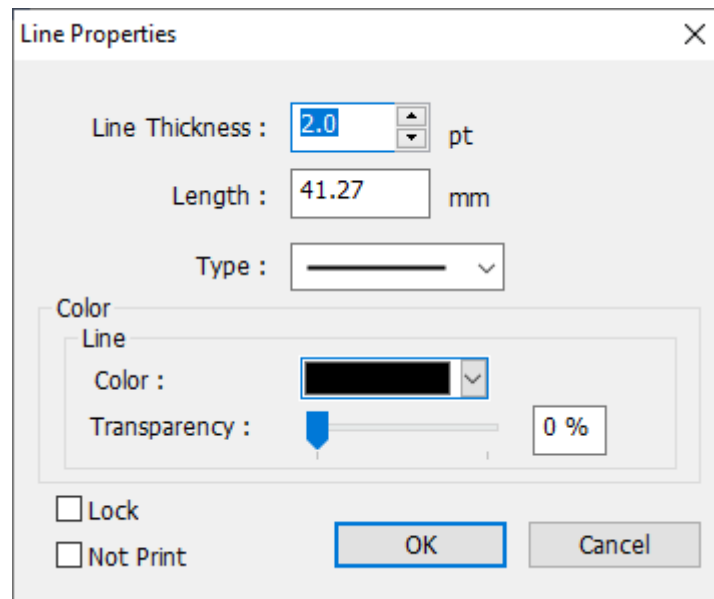 Line Properties
Line Thickness : 2.0 pt
Length : 41.27 mm
Type :
Color
Line
Color :
Transparency : 0 %
Lock
Not Print
OK Cancel